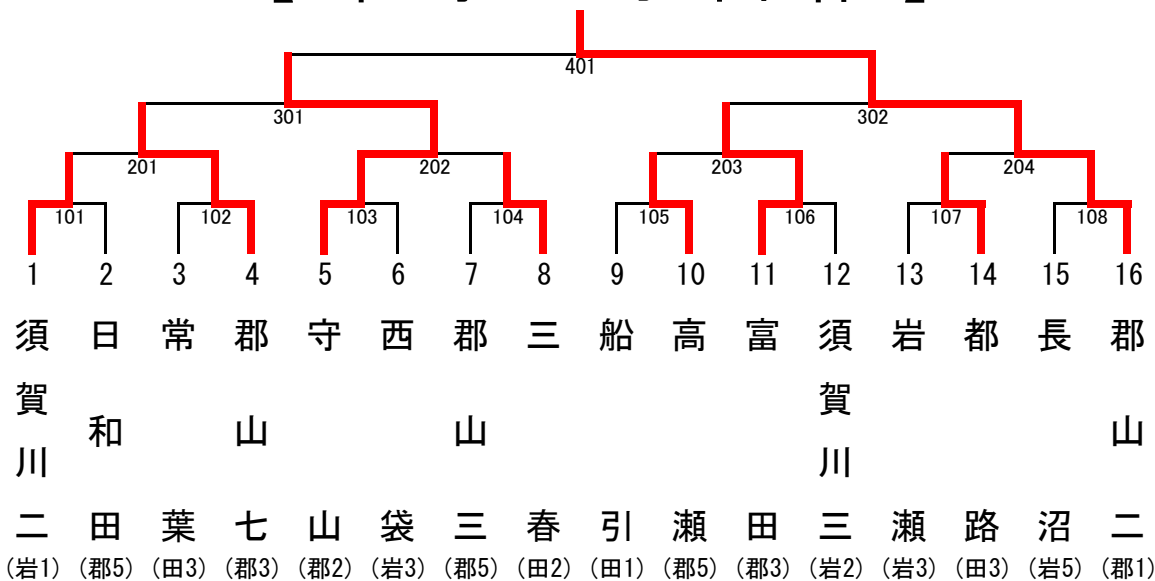 401
301 302
201 202 203 204
101 102 103 104 105 106 107 108
1 2 3 4 5 6 7 8 9 10 11 12 13 14 15 16
須賀川二 日和田 常葉 郡山七 守山 西袋 郡山三 三春 船引 高瀬 富田 須賀川三 岩瀬 都路 長沼 郡山二
(岩1) (郡5) (田3) (郡3) (郡2) (岩3) (郡5) (田2) (田1) (郡5) (郡3) (岩2) (岩3) (田3) (岩5) (郡1)